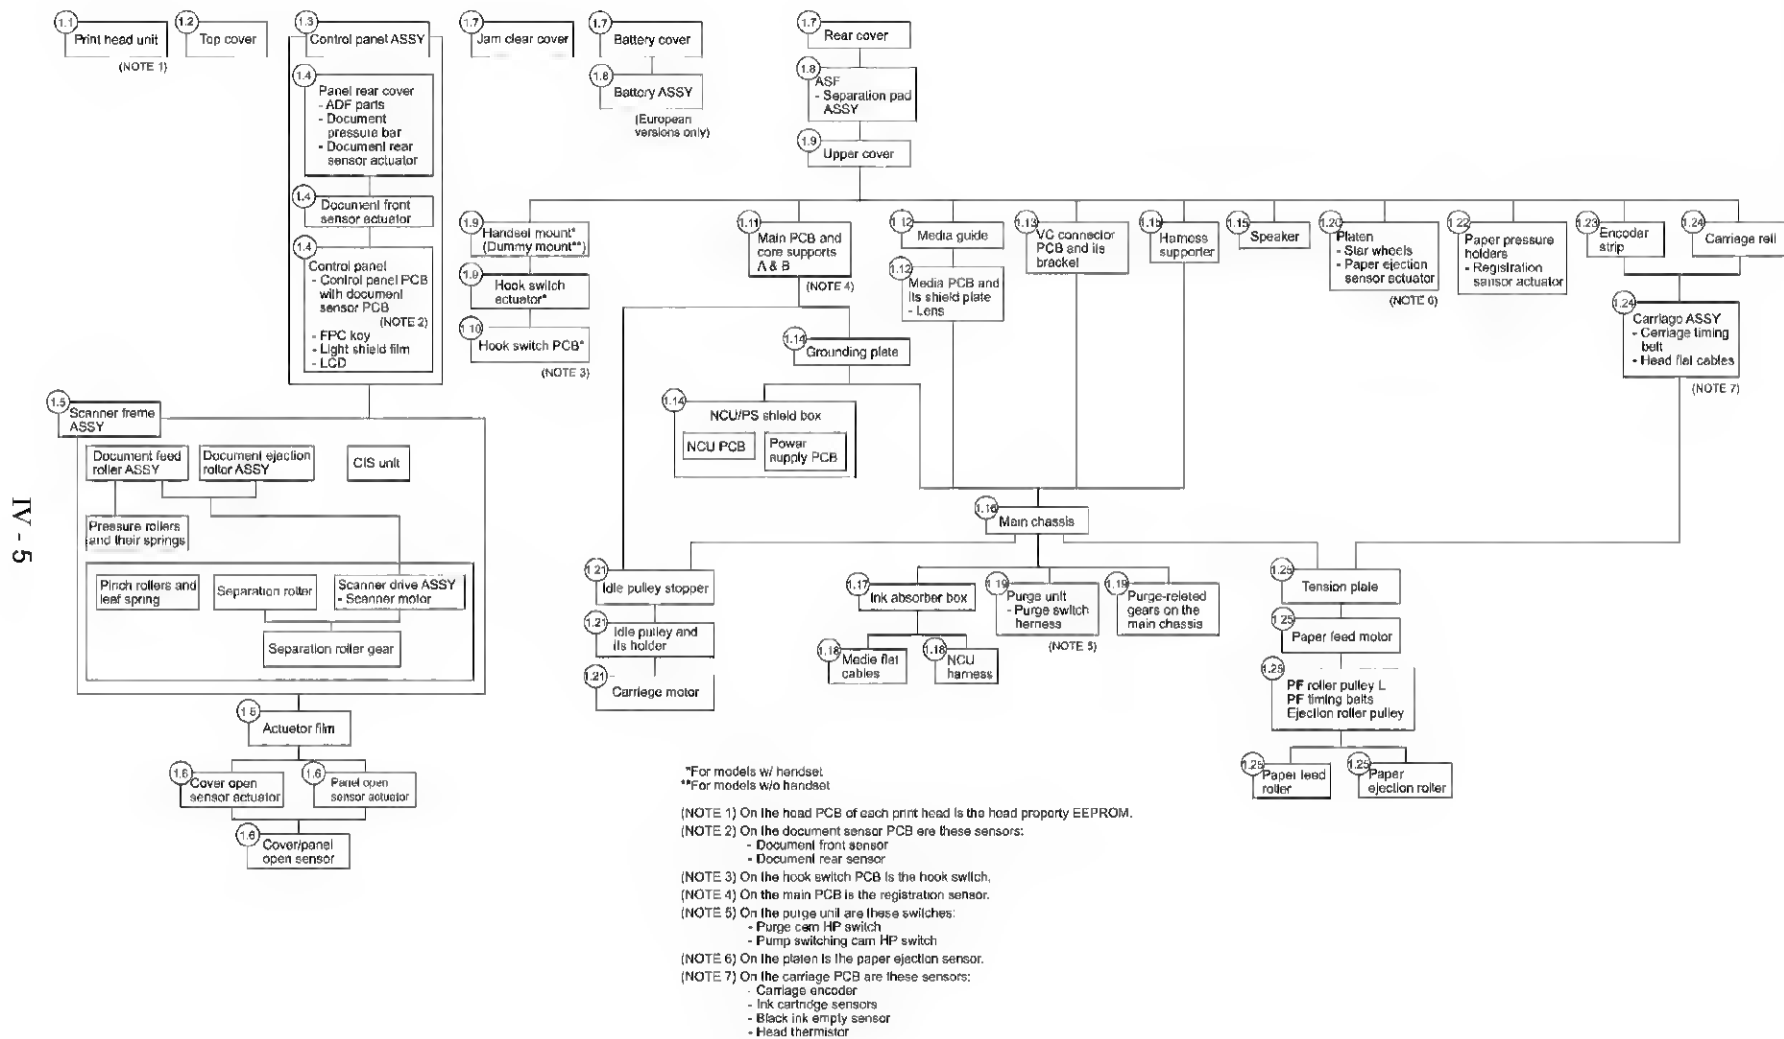 1.1
Print head unit
(NOTE 1)
1.2
Top cover
1.3
Control panel ASSY
1.4
Panel rear cover
- ADF parts
- Document
pressure bar
- Document rear
sensor actuator
1.4
Document front
sensor actuator
1.4
Control panel
- Control panel PCB
with document
sensor PCB
(NOTE 2)
- FPC key
- Light shield film
- LCD
1.7
Jam clear cover
1.7
Battery cover
1.8
Battery ASSY
(European
versions only)
1.7
Rear cover
1.8
ASF
- Separation pad
ASSY
1.9
Upper cover
1.9
Handset mount*
(Dummy mount**)
1.9
Hook switch
actuator*
1.10
Hook switch PCB*
(NOTE 3)
1.11
Main PCB and
core supports
A & B
(NOTE 4)
1.12
Media guide
1.12
Media PCB and
its shield plate
- Lens
1.13
VC connector
PCB and its
bracket
1.15
Harness
supporter
1.15
Speaker
1.20
Platen
- Star wheels
- Paper ejection
sensor actuator
(NOTE 6)
1.22
Paper pressure
holders
- Registration
sensor actuator
1.23
Encoder
strip
1.24
Carriage rail
1.24
Carriage ASSY
- Carriage timing
belt
- Head flat cables
(NOTE 7)
1.14
Grounding plate
1.14
NCU/PS shield box
NCU PCB
Power
supply PCB
1.5
Scanner frame
ASSY
Document feed
roller ASSY
Document ejection
roller ASSY
CIS unit
Pressure rollers
and their springs
Pinch rollers and
leaf spring
Separation roller
Scanner drive ASSY
- Scanner motor
Separation roller gear
1.5
Actuator film
1.6
Cover open
sensor actuator
1.6
Panel open
sensor actuator
1.6
Cover/panel
open sensor
1.16
Main chassis
1.21
Idle pulley stopper
1.21
Idle pulley and
its holder
1.21
Carriage motor
1.17
Ink absorber box
1.18
Media flat
cables
1.18
NCU
harness
1.19
Purge unit
- Purge switch
harness
(NOTE 5)
1.19
Purge-related
gears on the
main chassis
1.25
Tension plate
1.25
Paper feed motor
1.25
PF roller pulley L
PF timing belts
Ejection roller pulley
1.25
Paper feed
roller
1.25
Paper
ejection roller
*For models w/ handset
**For models w/o handset
(NOTE 1) On the head PCB of each print head is the head property EEPROM.
(NOTE 2) On the document sensor PCB are these sensors:
- Document front sensor
- Document rear sensor
(NOTE 3) On the hook switch PCB is the hook switch.
(NOTE 4) On the main PCB is the registration sensor.
(NOTE 5) On the purge unit are these switches:
- Purge cam HP switch
- Pump switching cam HP switch
(NOTE 6) On the platen is the paper ejection sensor.
(NOTE 7) On the carriage PCB are these sensors:
- Carriage encoder
- Ink cartridge sensors
- Black ink empty sensor
- Head thermistor
IV - 5